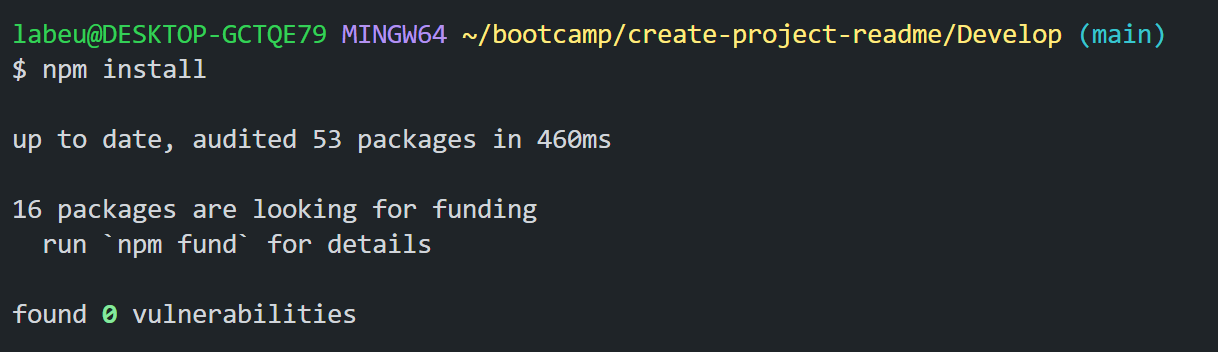 labeu@DESKTOP-GCTQE79 MINGW64 ~/bootcamp/create-project-readme/Develop (main)
$ npm install
up to date, audited 53 packages in 460ms
16 packages are looking for funding
  run `npm fund` for details
found 0 vulnerabilities